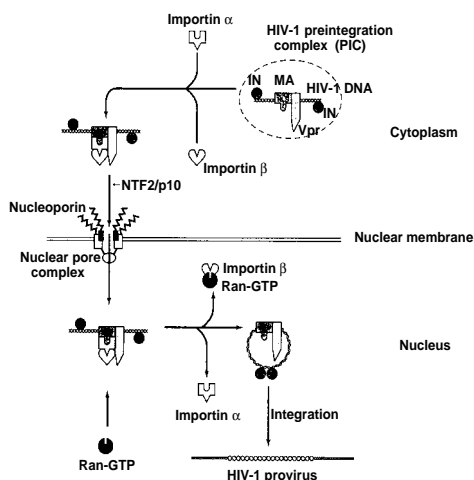 Importin α
HIV-1 preintegration
complex (PIC)
IN
MA
HIV-1 DNA
IN
Vpr
Cytoplasm
Importin β
←NTF2/p10
Nucleoporin
Nuclear membrane
Nuclear pore
complex
Importin β
Ran-GTP
Nucleus
Importin α
Integration
Ran-GTP
HIV-1 provirus